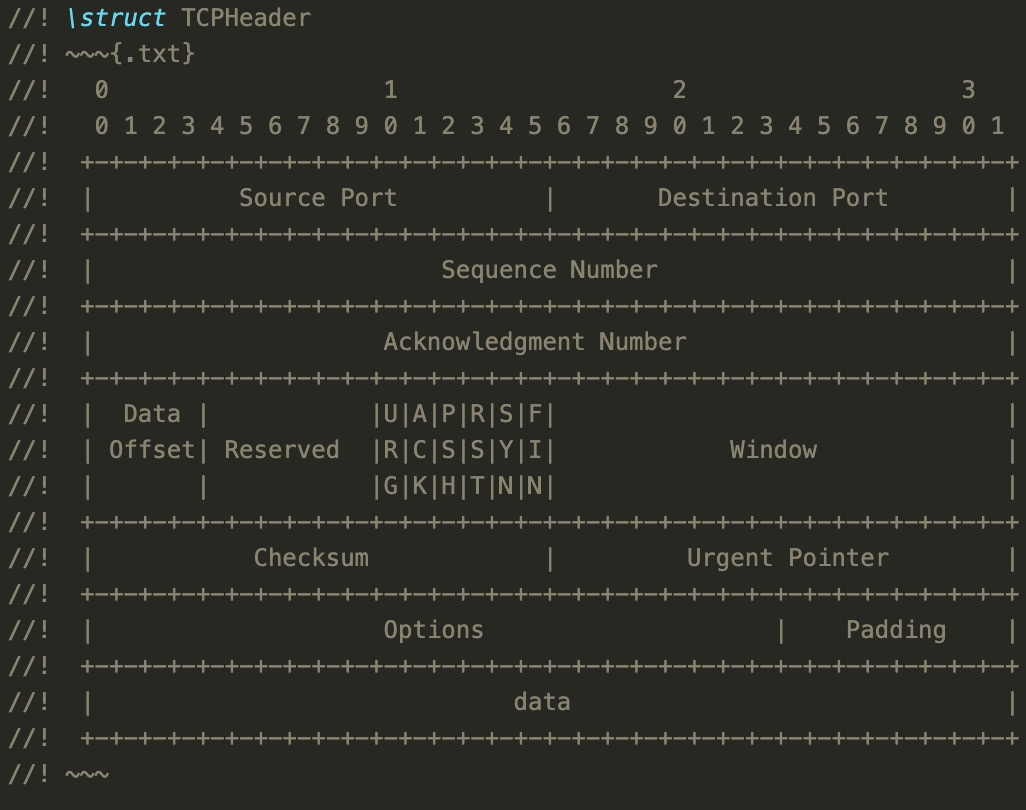 //! \struct TCPHeader
//! ~~~{.txt}
//!   0                   1                   2                   3
//!   0 1 2 3 4 5 6 7 8 9 0 1 2 3 4 5 6 7 8 9 0 1 2 3 4 5 6 7 8 9 0 1
//!  +-+-+-+-+-+-+-+-+-+-+-+-+-+-+-+-+-+-+-+-+-+-+-+-+-+-+-+-+-+-+-+-+
//!  |          Source Port          |       Destination Port        |
//!  +-+-+-+-+-+-+-+-+-+-+-+-+-+-+-+-+-+-+-+-+-+-+-+-+-+-+-+-+-+-+-+-+
//!  |                        Sequence Number                        |
//!  +-+-+-+-+-+-+-+-+-+-+-+-+-+-+-+-+-+-+-+-+-+-+-+-+-+-+-+-+-+-+-+-+
//!  |                    Acknowledgment Number                      |
//!  +-+-+-+-+-+-+-+-+-+-+-+-+-+-+-+-+-+-+-+-+-+-+-+-+-+-+-+-+-+-+-+-+
//!  |  Data |           |U|A|P|R|S|F|                               |
//!  | Offset| Reserved  |R|C|S|S|Y|I|            Window             |
//!  |       |           |G|K|H|T|N|N|                               |
//!  +-+-+-+-+-+-+-+-+-+-+-+-+-+-+-+-+-+-+-+-+-+-+-+-+-+-+-+-+-+-+-+-+
//!  |           Checksum            |         Urgent Pointer        |
//!  +-+-+-+-+-+-+-+-+-+-+-+-+-+-+-+-+-+-+-+-+-+-+-+-+-+-+-+-+-+-+-+-+
//!  |                    Options                    |    Padding    |
//!  +-+-+-+-+-+-+-+-+-+-+-+-+-+-+-+-+-+-+-+-+-+-+-+-+-+-+-+-+-+-+-+-+
//!  |                             data                              |
//!  +-+-+-+-+-+-+-+-+-+-+-+-+-+-+-+-+-+-+-+-+-+-+-+-+-+-+-+-+-+-+-+-+
//! ~~~